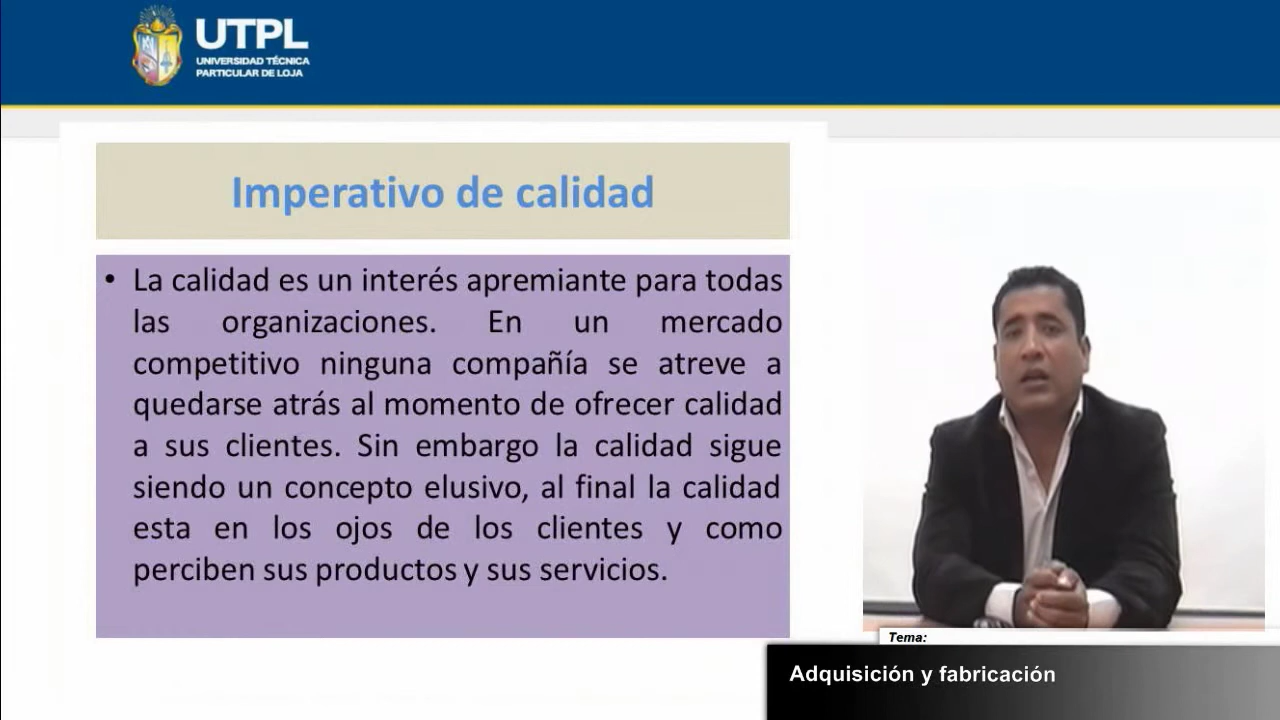 UTPL
UNIVERSIDAD TÉCNICA
PARTICULAR DE LOJA
Imperativo de calidad
• La calidad es un interés apremiante para todas
las organizaciones. En un mercado
competitivo ninguna compañía se atreve a
quedarse atrás al momento de ofrecer calidad
a sus clientes. Sin embargo la calidad sigue
siendo un concepto elusivo, al final la calidad
esta en los ojos de los clientes y como
perciben sus productos y sus servicios.
Tema:
Adquisición y fabricación